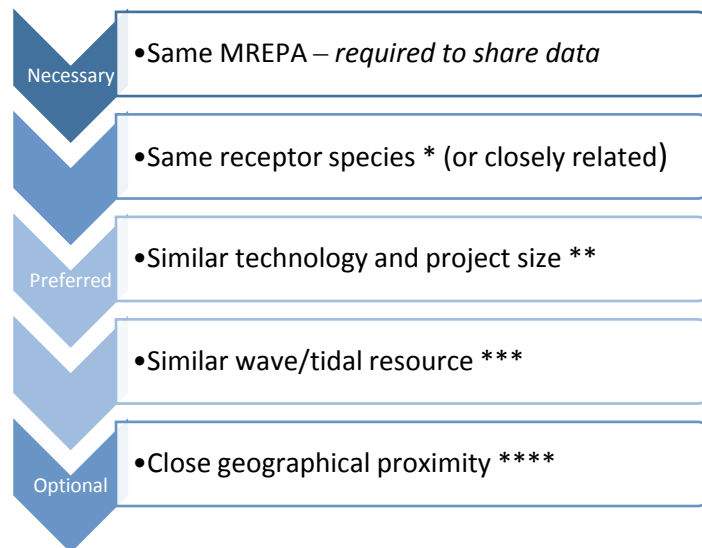 Necessary
•Same MREPA – required to share data
•Same receptor species * (or closely related)
Preferred
•Similar technology and project size **
•Similar wave/tidal resource ***
Optional
•Close geographical proximity ****